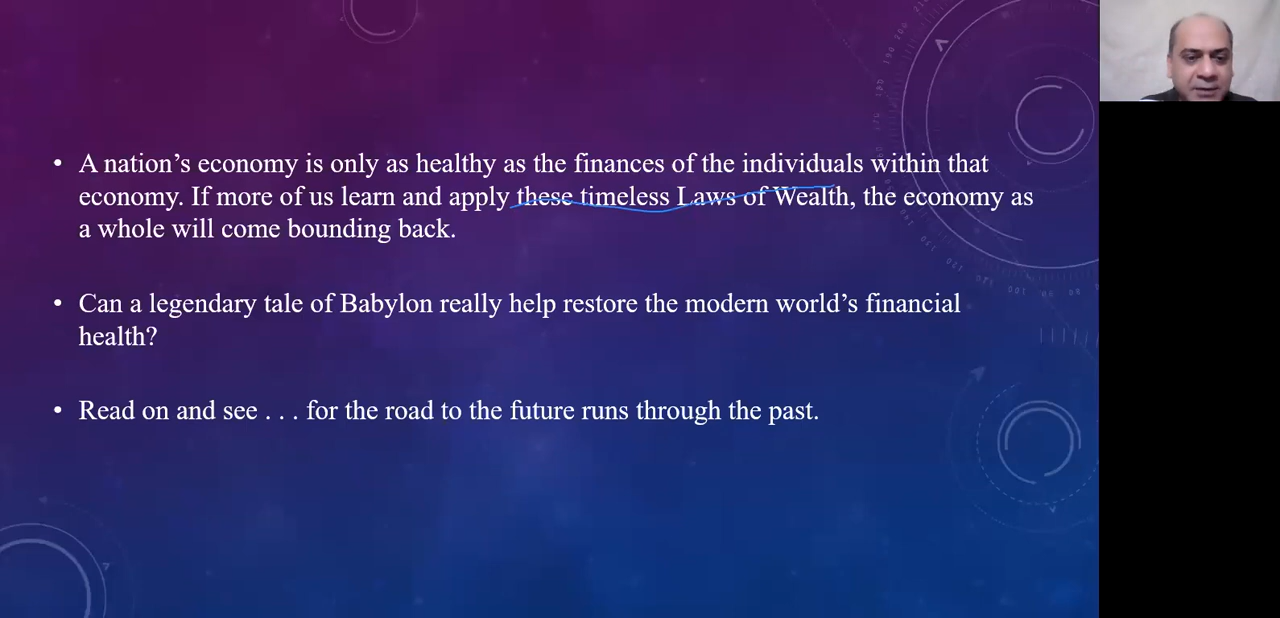 • A nation’s economy is only as healthy as the finances of the individuals within that
economy. If more of us learn and apply these timeless Laws of Wealth, the economy as
a whole will come bounding back.
• Can a legendary tale of Babylon really help restore the modern world’s financial
health?
• Read on and see . . . for the road to the future runs through the past.